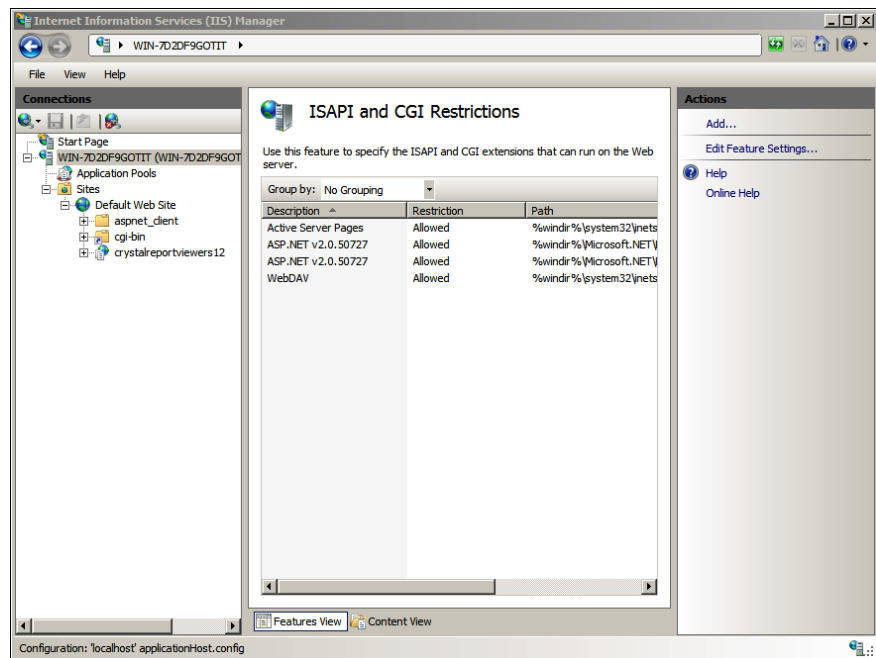 Internet Information Services (IIS) Manager
WIN-7D2DF9GOTIT
File View Help
Connections
Start Page
WIN-7D2DF9GOTIT (WIN-7D2DF9GOT
Application Pools
Sites
Default Web Site
aspnet_client
cgi-bin
crystalreportviewers12
ISAPI and CGI Restrictions
Use this feature to specify the ISAPI and CGI extensions that can run on the Web
server.
Group by: No Grouping
Description Restriction Path
Active Server Pages Allowed %windir%\system32\inets
ASP.NET v2.0.50727 Allowed %windir%\Microsoft.NET\
ASP.NET v2.0.50727 Allowed %windir%\Microsoft.NET\
WebDAV Allowed %windir%\system32\inets
Features View Content View
Actions
Add...
Edit Feature Settings...
Help
Online Help
Configuration: 'localhost' applicationHost.config